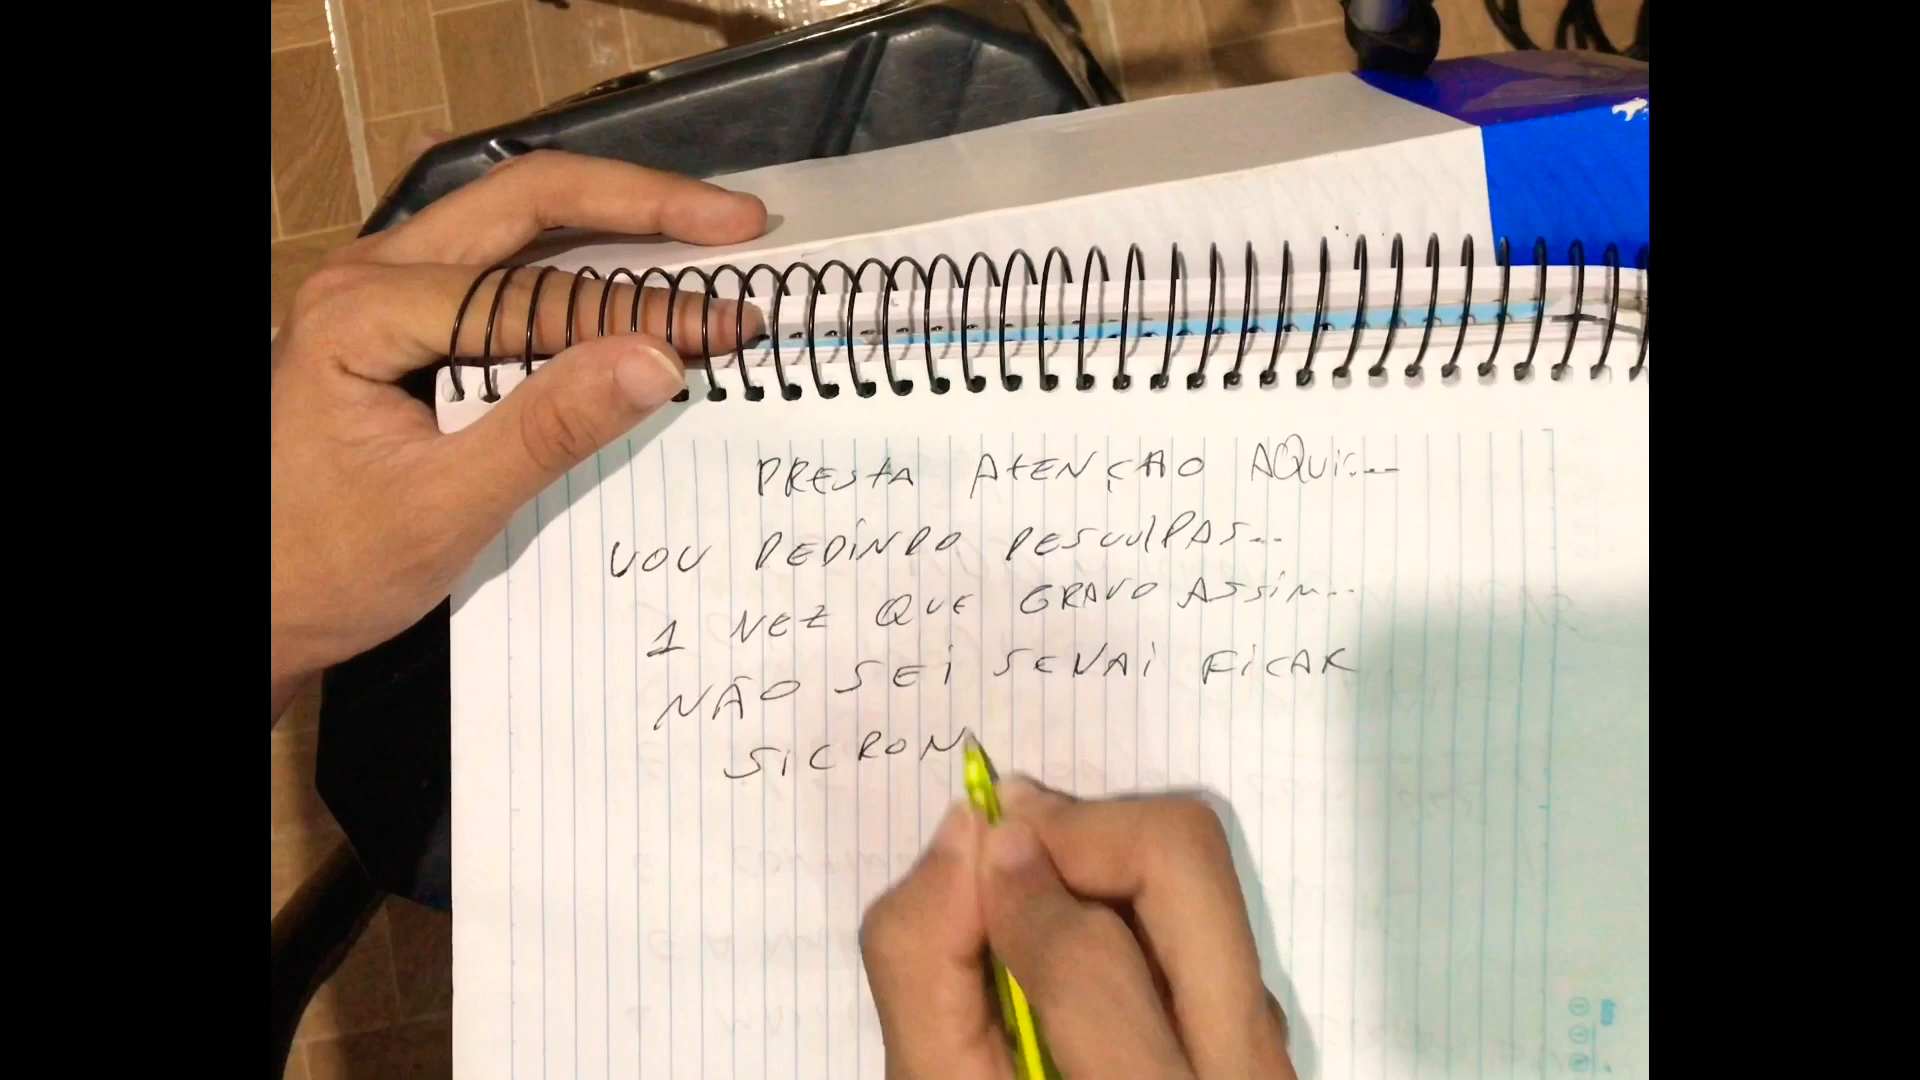 PRESTA ATENÇÃO AQUI...
VOU PEDINDO DESCULPAS...
1 VEZ QUE GRAVO ASSIM...
NÃO SEI SE VAI FICAR
SICRON